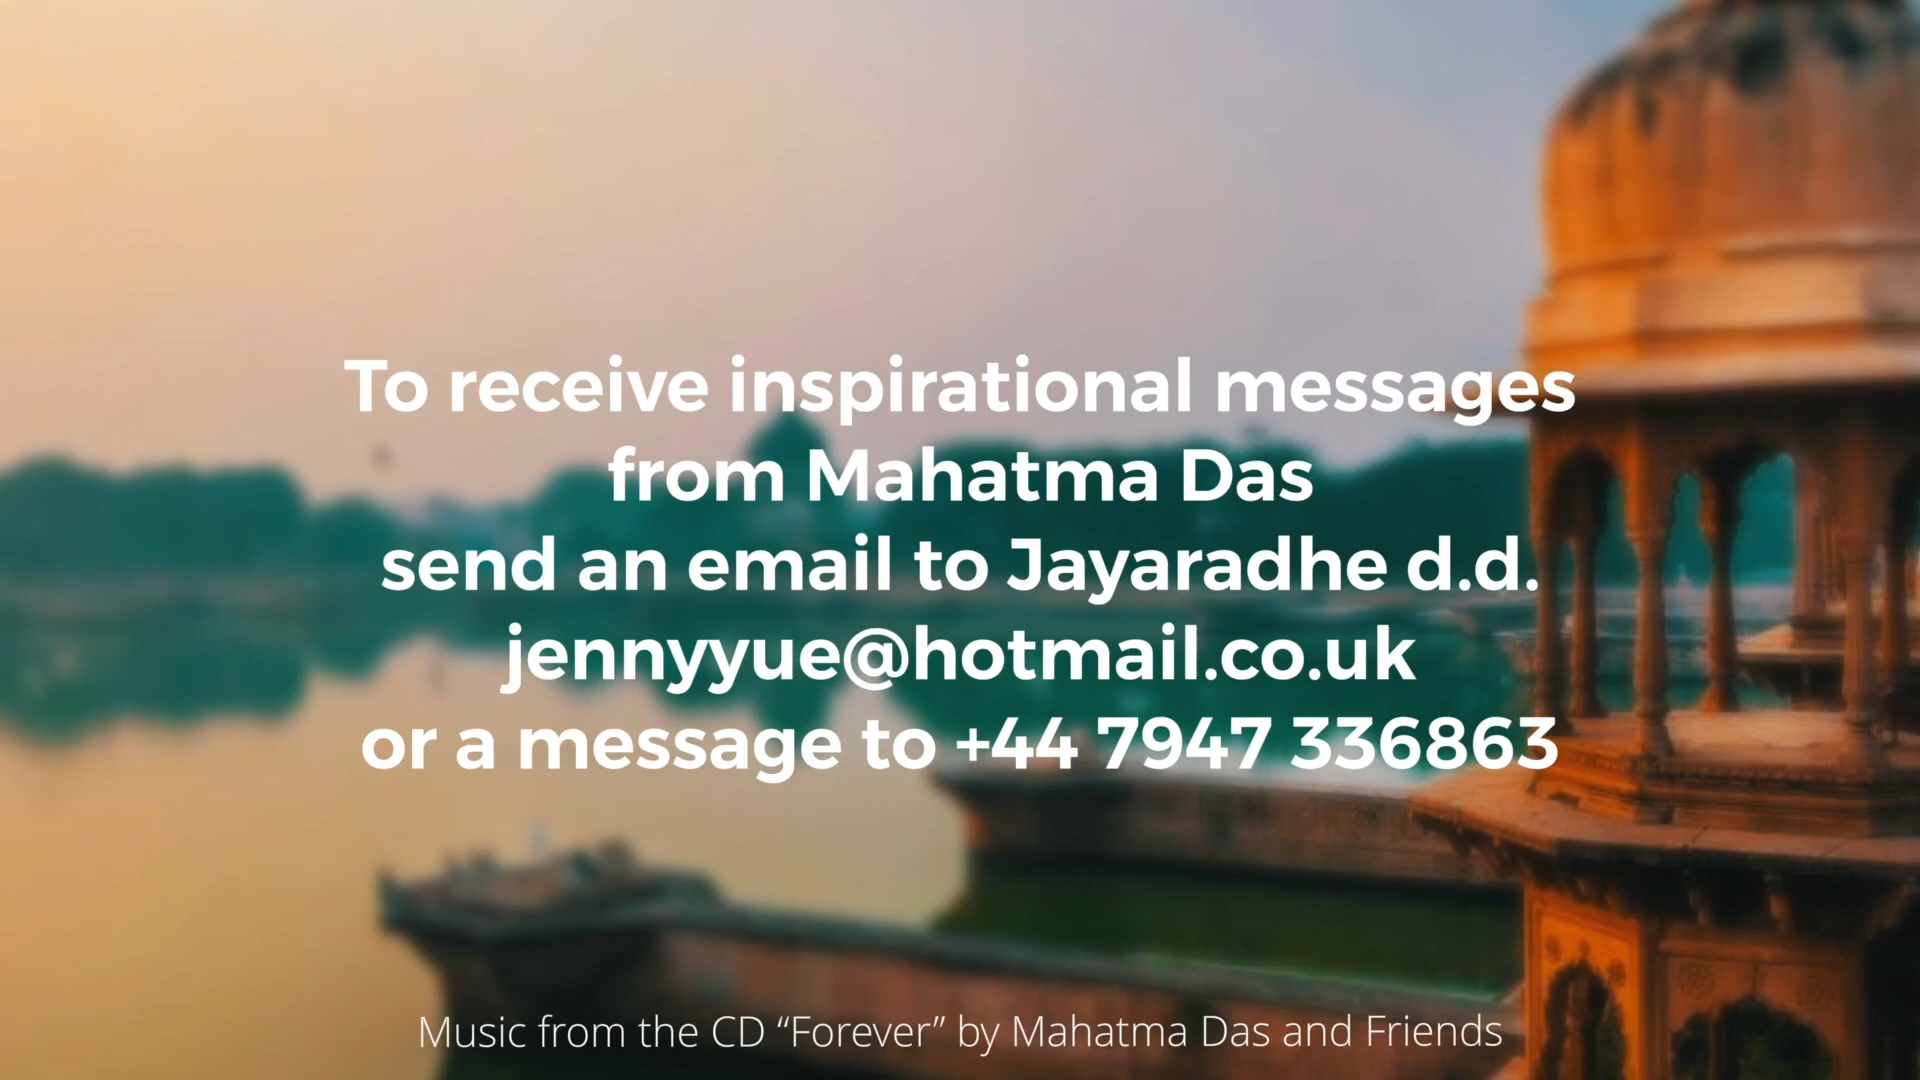 To receive inspirational messages
from Mahatma Das
send an email to Jayaradhe d.d.
jennyyue@hotmail.co.uk
or a message to +44 7947 336863
Music from the CD “Forever” by Mahatma Das and Friends